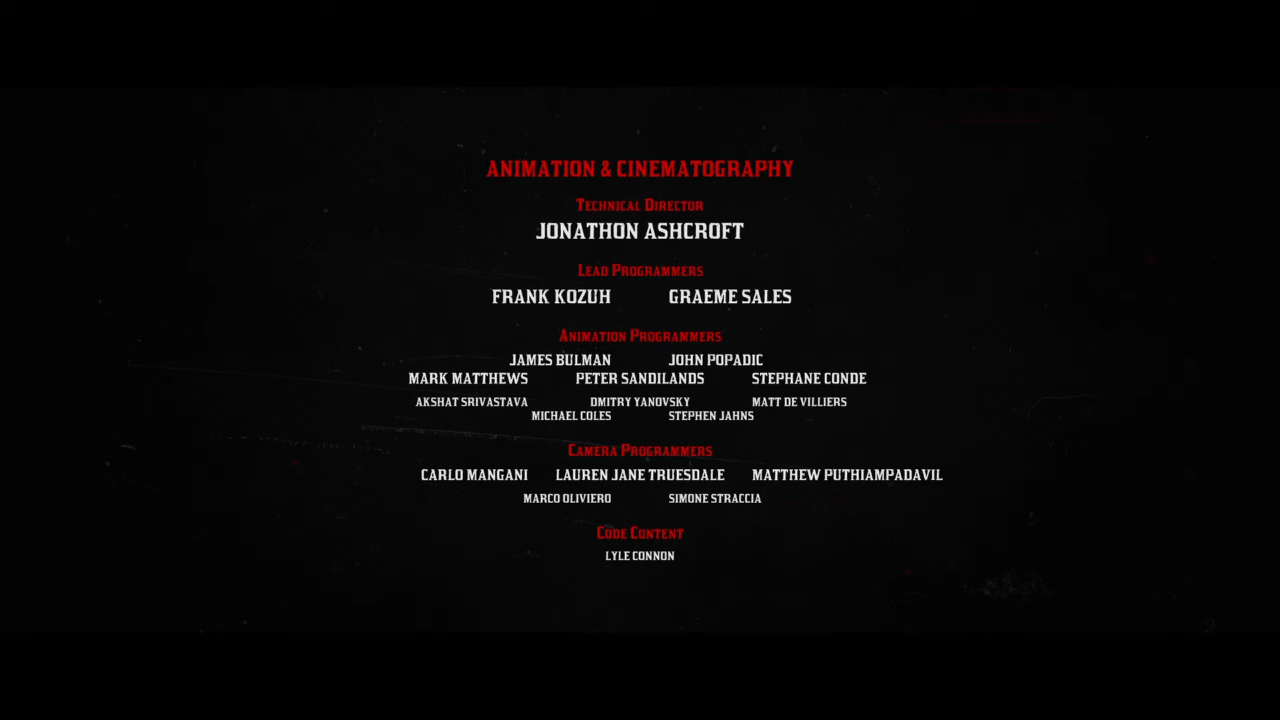 ANIMATION & CINEMATOGRAPHY
TECHNICAL DIRECTOR
JONATHON ASHCROFT
LEAD PROGRAMMERS
FRANK KOZUH GRAEME SALES
ANIMATION PROGRAMMERS
JAMES BULMAN JOHN POPADIC
MARK MATTHEWS PETER SANDILANDS STEPHANE CONDE
AKSHAT SRIVASTAVA DMITRY YANOVSKY MATT DE VILLIERS
MICHAEL COLES STEPHEN JAHNS
CAMERA PROGRAMMERS
CARLO MANGANI LAUREN JANE TRUESDALE MATTHEW PUTHIAMPADAVIL
MARCO OLIVIERO SIMONE STRACCIA
CODE CONTENT
LYLE CONNON